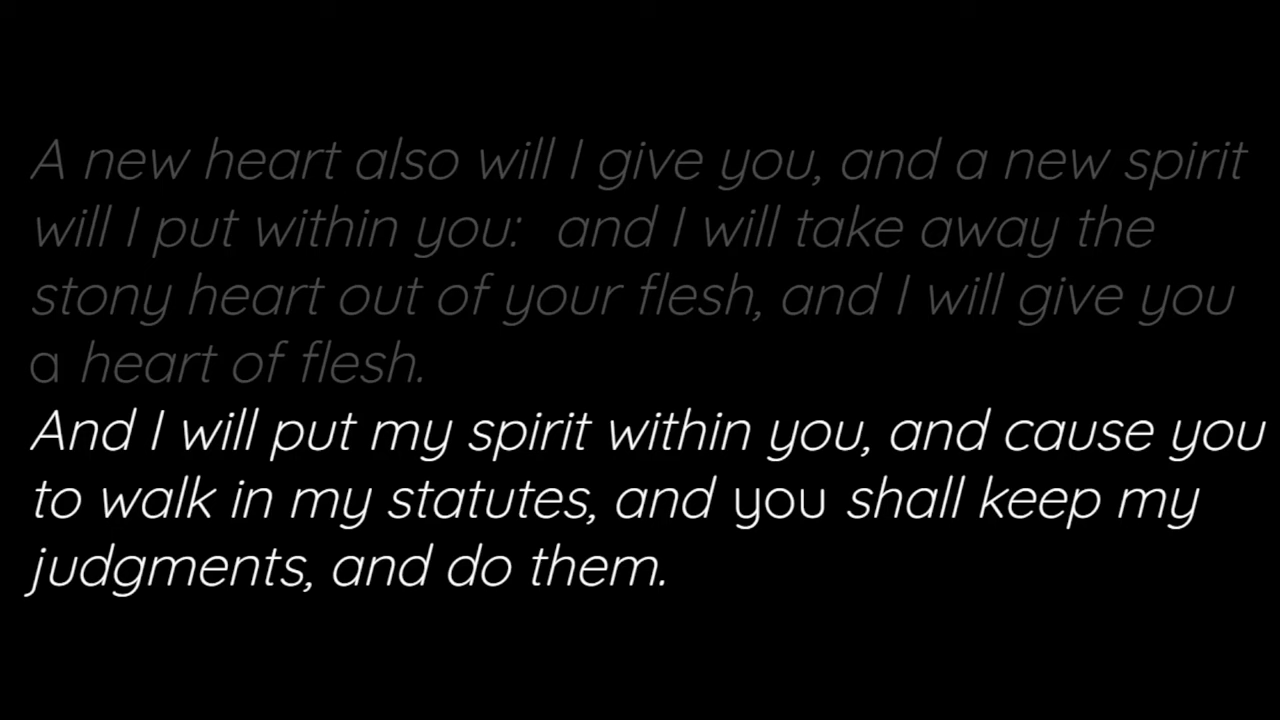 A new heart also will I give you, and a new spirit
will I put within you:  and I will take away the
stony heart out of your flesh, and I will give you
a heart of flesh.
And I will put my spirit within you, and cause you
to walk in my statutes, and you shall keep my
judgments, and do them.